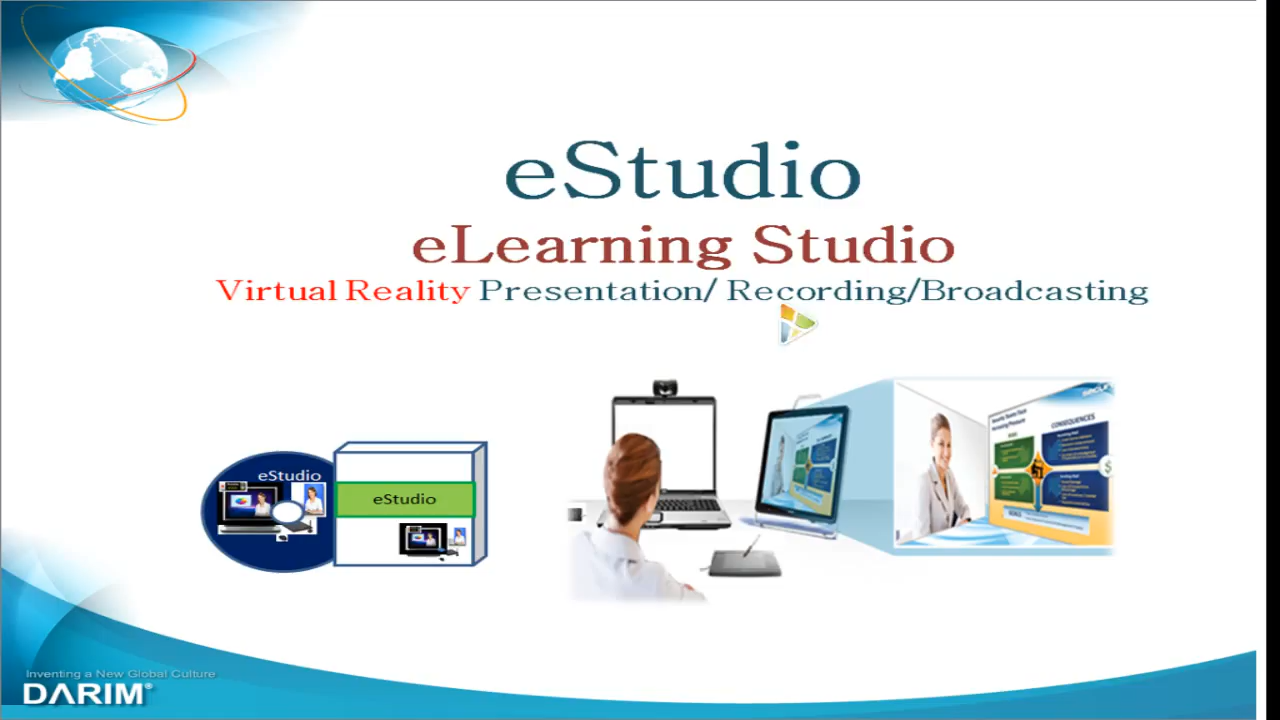 eStudio
eLearning Studio
Virtual Reality Presentation/ Recording/Broadcasting
eStudio
eStudio
CONSEQUENCES
Inventing a New Global Culture
DARIM®